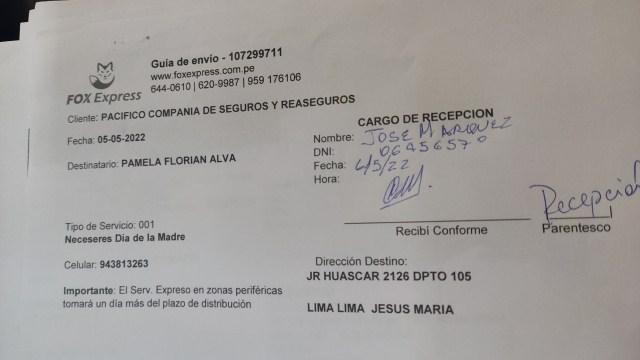 Guía de envío - 107299711
www.foxexpress.com.pe
644-0610 | 620-9987 | 959 176106
FOX Express
Cliente: PACIFICO COMPANIA DE SEGUROS Y REASEGUROS
Fecha: 05-05-2022
Destinatario: PAMELA FLORIAN ALVA
CARGO DE RECEPCION
Nombre: JOSE MARQUEZ
DNI: 06456570
Fecha: 6/5/22
Hora:
Recibí Conforme
Recepción
Parentesco
Tipo de Servicio: 001
Neceseres Dia de la Madre
Celular: 943813263
Importante: El Serv. Expreso en zonas periféricas
tomará un día más del plazo de distribución
Dirección Destino:
JR HUASCAR 2126 DPTO 105
LIMA LIMA JESUS MARIA